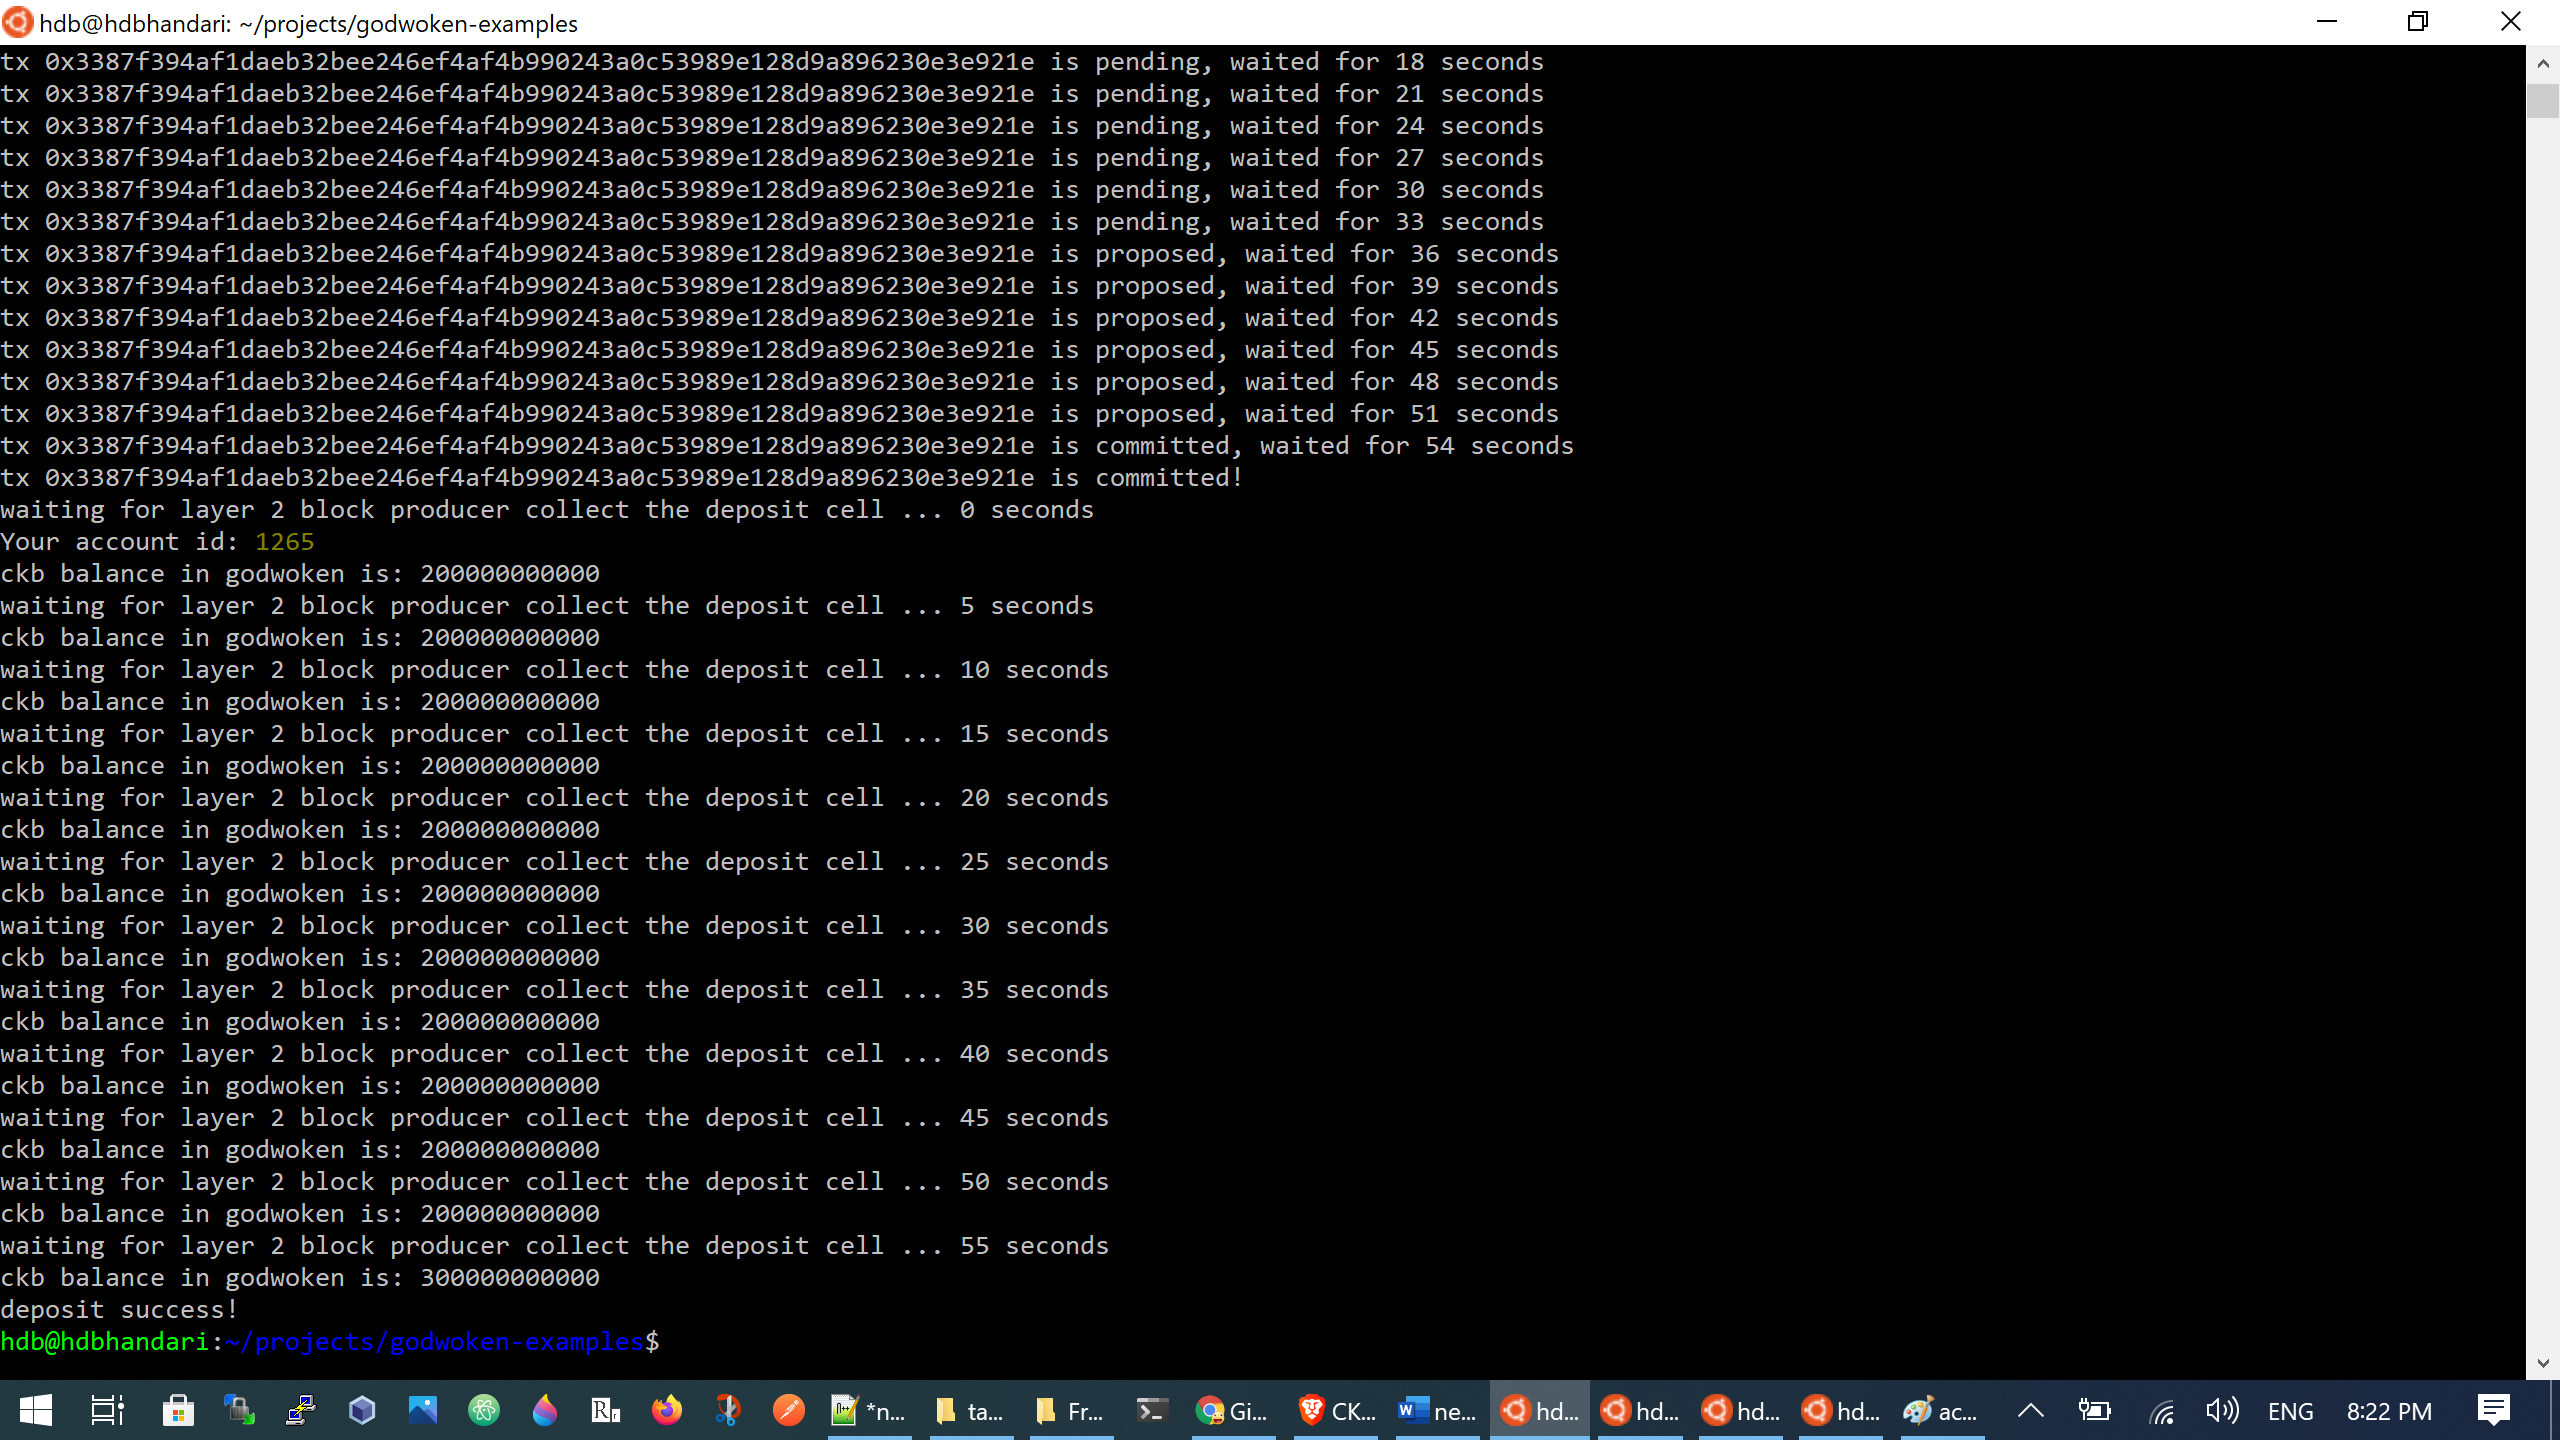 hdb@hdbhandari: ~/projects/godwoken-examples
tx 0x3387f394af1daeb32bee246ef4af4b990243a0c53989e128d9a896230e3e921e is pending, waited for 18 seconds
tx 0x3387f394af1daeb32bee246ef4af4b990243a0c53989e128d9a896230e3e921e is pending, waited for 21 seconds
tx 0x3387f394af1daeb32bee246ef4af4b990243a0c53989e128d9a896230e3e921e is pending, waited for 24 seconds
tx 0x3387f394af1daeb32bee246ef4af4b990243a0c53989e128d9a896230e3e921e is pending, waited for 27 seconds
tx 0x3387f394af1daeb32bee246ef4af4b990243a0c53989e128d9a896230e3e921e is pending, waited for 30 seconds
tx 0x3387f394af1daeb32bee246ef4af4b990243a0c53989e128d9a896230e3e921e is pending, waited for 33 seconds
tx 0x3387f394af1daeb32bee246ef4af4b990243a0c53989e128d9a896230e3e921e is proposed, waited for 36 seconds
tx 0x3387f394af1daeb32bee246ef4af4b990243a0c53989e128d9a896230e3e921e is proposed, waited for 39 seconds
tx 0x3387f394af1daeb32bee246ef4af4b990243a0c53989e128d9a896230e3e921e is proposed, waited for 42 seconds
tx 0x3387f394af1daeb32bee246ef4af4b990243a0c53989e128d9a896230e3e921e is proposed, waited for 45 seconds
tx 0x3387f394af1daeb32bee246ef4af4b990243a0c53989e128d9a896230e3e921e is proposed, waited for 48 seconds
tx 0x3387f394af1daeb32bee246ef4af4b990243a0c53989e128d9a896230e3e921e is proposed, waited for 51 seconds
tx 0x3387f394af1daeb32bee246ef4af4b990243a0c53989e128d9a896230e3e921e is committed, waited for 54 seconds
tx 0x3387f394af1daeb32bee246ef4af4b990243a0c53989e128d9a896230e3e921e is committed!
waiting for layer 2 block producer collect the deposit cell ... 0 seconds
Your account id: 1265
ckb balance in godwoken is: 200000000000
waiting for layer 2 block producer collect the deposit cell ... 5 seconds
ckb balance in godwoken is: 200000000000
waiting for layer 2 block producer collect the deposit cell ... 10 seconds
ckb balance in godwoken is: 200000000000
waiting for layer 2 block producer collect the deposit cell ... 15 seconds
ckb balance in godwoken is: 200000000000
waiting for layer 2 block producer collect the deposit cell ... 20 seconds
ckb balance in godwoken is: 200000000000
waiting for layer 2 block producer collect the deposit cell ... 25 seconds
ckb balance in godwoken is: 200000000000
waiting for layer 2 block producer collect the deposit cell ... 30 seconds
ckb balance in godwoken is: 200000000000
waiting for layer 2 block producer collect the deposit cell ... 35 seconds
ckb balance in godwoken is: 200000000000
waiting for layer 2 block producer collect the deposit cell ... 40 seconds
ckb balance in godwoken is: 200000000000
waiting for layer 2 block producer collect the deposit cell ... 45 seconds
ckb balance in godwoken is: 200000000000
waiting for layer 2 block producer collect the deposit cell ... 50 seconds
ckb balance in godwoken is: 200000000000
waiting for layer 2 block producer collect the deposit cell ... 55 seconds
ckb balance in godwoken is: 300000000000
deposit success!
hdb@hdbhandari:~/projects/godwoken-examples$
*n... ta... Fr... Gi... CK... ne... hd... hd... hd... hd... ac... ENG 8:22 PM